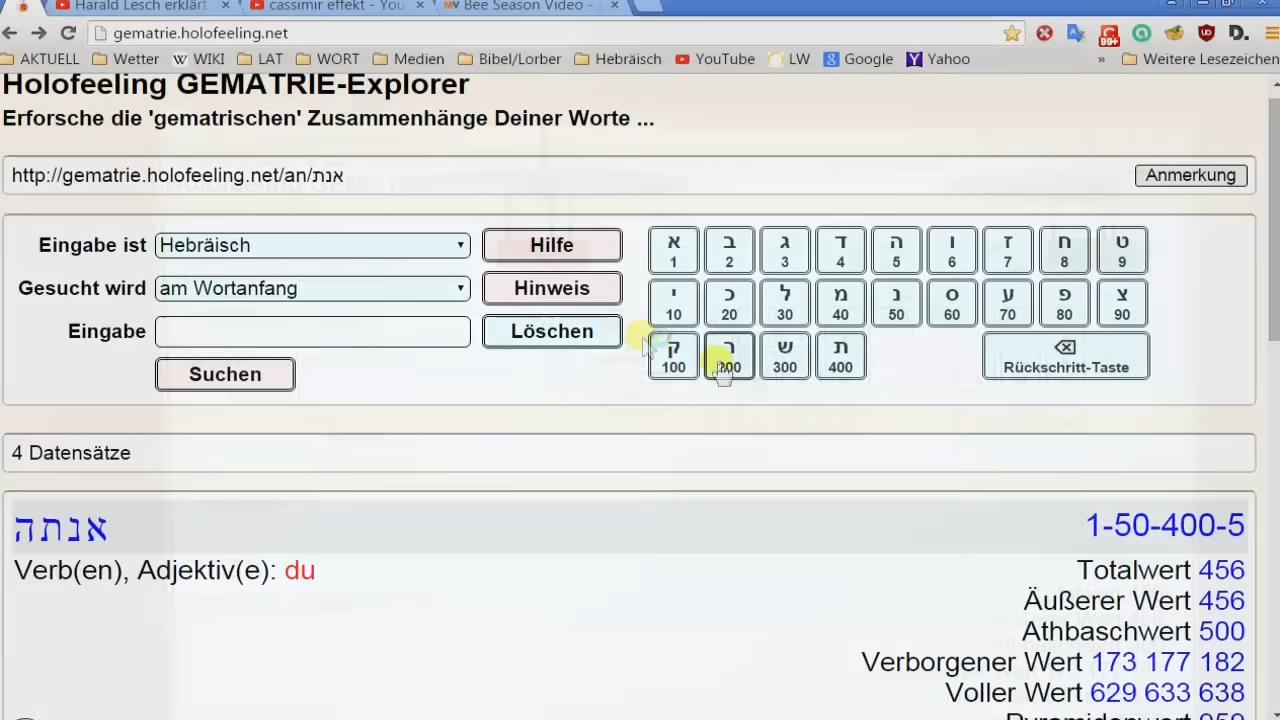 Harald Lesch erklärt
cassimir effekt - You
Bee Season Video -
gematrie.holofeeling.net
99+
AKTUELL Wetter WIKI LAT WORT Medien Bibel/Lorber Hebräisch YouTube LW Google Yahoo » Weitere Lesezeichen
Holofeeling GEMATRIE-Explorer
Erforsche die 'gematrischen' Zusammenhänge Deiner Worte ...
http://gematrie.holofeeling.net/an/אנת
Anmerkung
Eingabe ist Hebräisch Hilfe
Gesucht wird am Wortanfang Hinweis
Eingabe Löschen
Suchen
א ב ג ד ה ו ז ח ט
1 2 3 4 5 6 7 8 9
י כ ל מ נ ס ע פ צ
10 20 30 40 50 60 70 80 90
ק ר ש ת
100 200 300 400 Rückschritt-Taste
4 Datensätze
אנתה 1-50-400-5
Verb(en), Adjektiv(e): du
Totalwert 456
Äußerer Wert 456
Athbaschwert 500
Verborgener Wert 173 177 182
Voller Wert 629 633 638